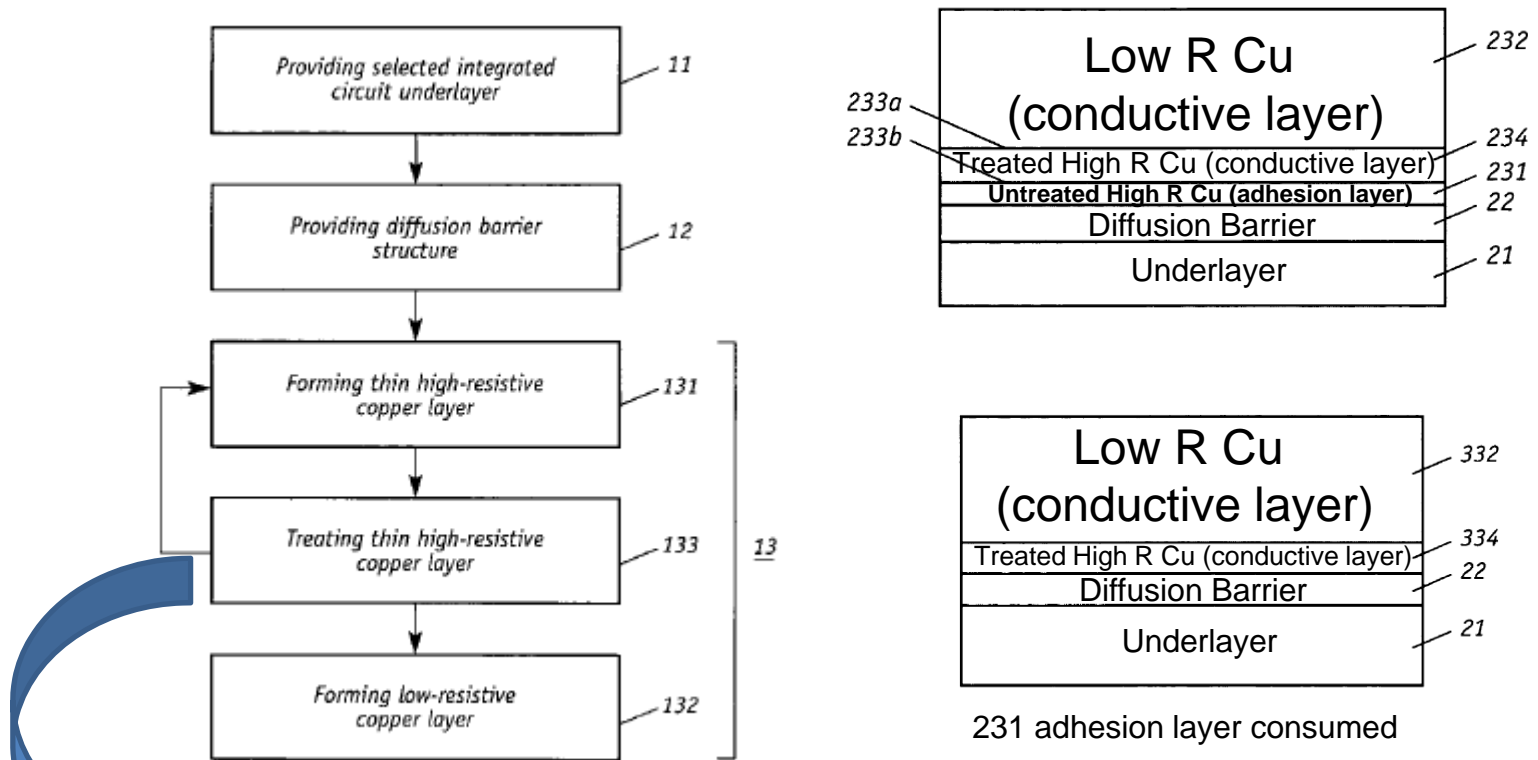 Providing selected integrated
circuit underlayer
11
Providing diffusion barrier
structure
12
Forming thin high-resistive
copper layer
131
Treating thin high-resistive
copper layer
133
13
Forming low-resistive
copper layer
132
Low R Cu
(conductive layer)
232
233a
233b
Treated High R Cu (conductive layer)
234
Untreated High R Cu (adhesion layer)
231
Diffusion Barrier
22
Underlayer
21
Low R Cu
(conductive layer)
332
Treated High R Cu (conductive layer)
334
Diffusion Barrier
22
Underlayer
21
231 adhesion layer consumed